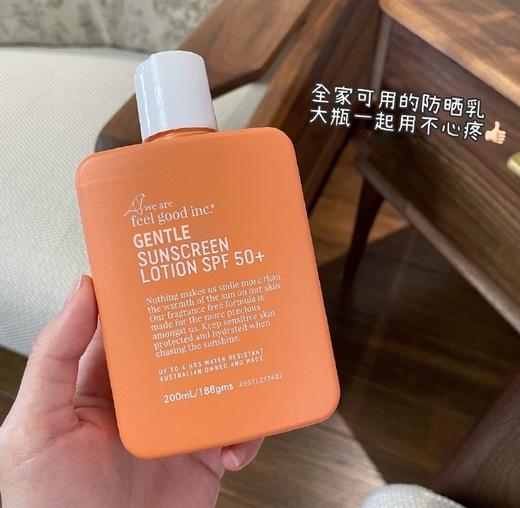 全家可用的防晒乳
大瓶一起用不心疼👍🏻
we are
feel good inc.®
GENTLE
SUNSCREEN
LOTION SPF 50+
Nothing makes us smile more than
the warmth of the sun on our skin.
Our fragrance free formula is
made for the more precious
amongst us. Keep sensitive skin
protected and hydrated when
chasing the sunshine.
UP TO 4 HRS WATER RESISTANT
AUSTRALIAN OWNED AND MADE
200mL/188gms
AUSTL277407